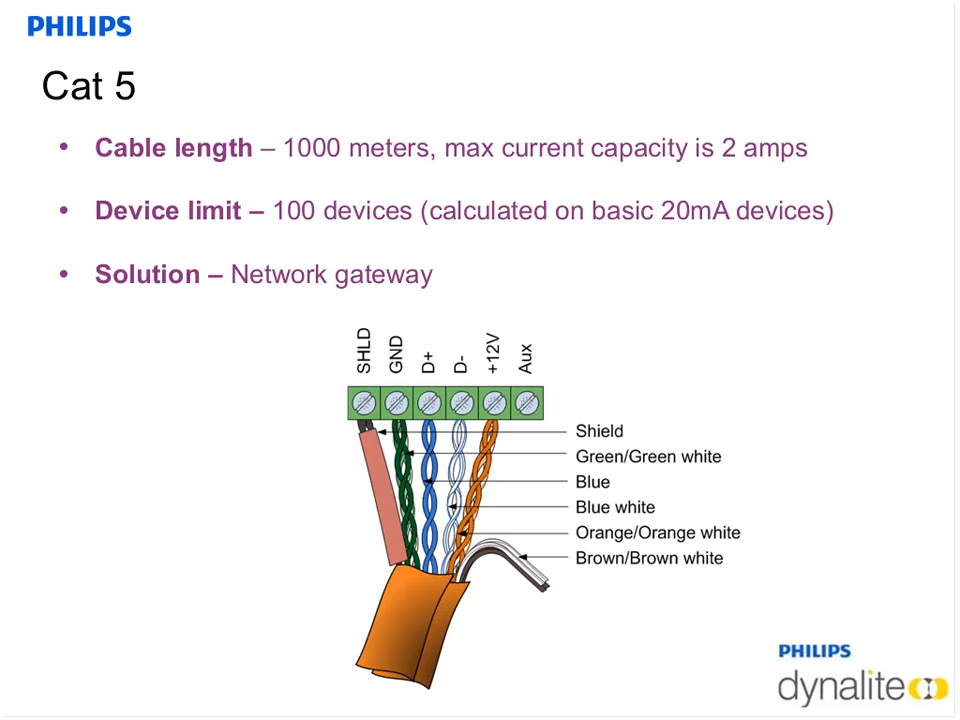 PHILIPS
Cat 5
• Cable length – 1000 meters, max current capacity is 2 amps
• Device limit – 100 devices (calculated on basic 20mA devices)
• Solution – Network gateway
SHLD GND D+ D- +12V Aux
Shield
Green/Green white
Blue
Blue white
Orange/Orange white
Brown/Brown white
PHILIPS
dynalite